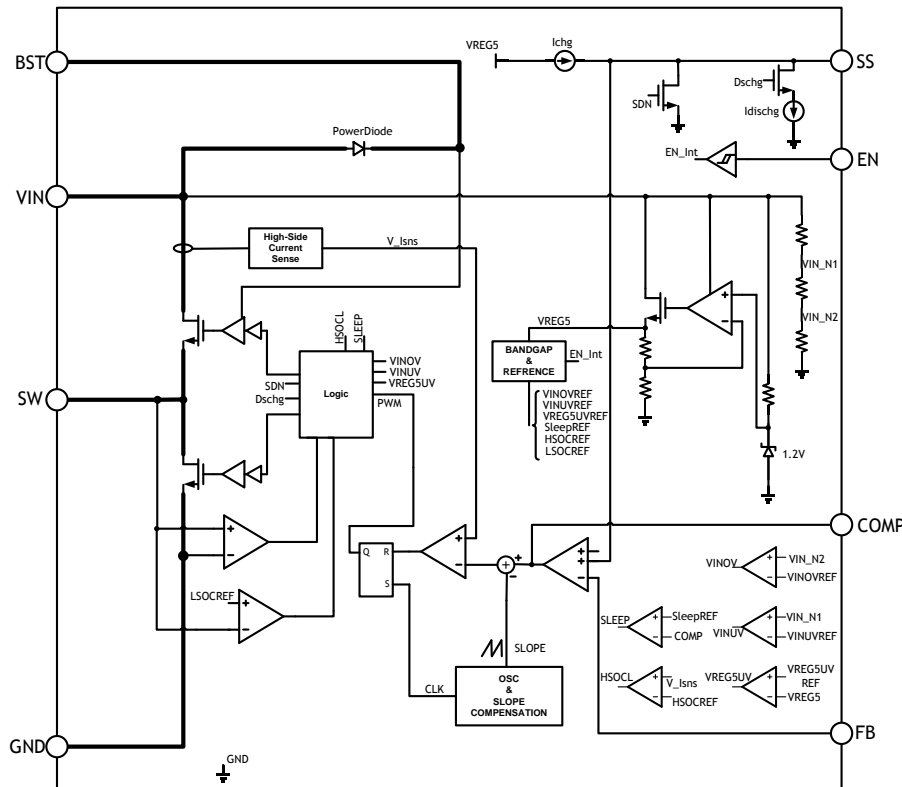 BST
VREG5
Ichg
SS
SDN
Dschg
Idischg
PowerDiode
EN_Int
EN
VIN
High-Side
Current
Sense
V_Isns
VIN_N1
VIN_N2
HSOCL
SLEEP
VREG5
BANDGAP
&
REFRENCE
EN_Int
VINOV
VINUV
VREG5UV
PWM
SDN
Dschg
Logic
SW
VINOVREF
VINUVREF
VREG5UVREF
SleepREF
HSOCREF
LSOCREF
1.2V
+
-
+
-
COMP
Q
R
S
+
-
+
+
-
+
+
-
LSOCREF
+
-
+
-
VINOV
+
-
VIN_N2
VINOVREF
SLEEP
+
-
SleepREF
COMP
VINUV
+
-
VIN_N1
VINUVREF
SLOPE
HSOCL
+
-
V_Isns
HSOCREF
VREG5UV
+
-
VREG5UV
REF
VREG5
CLK
OSC
&
SLOPE
COMPENSATION
FB
GND
GND